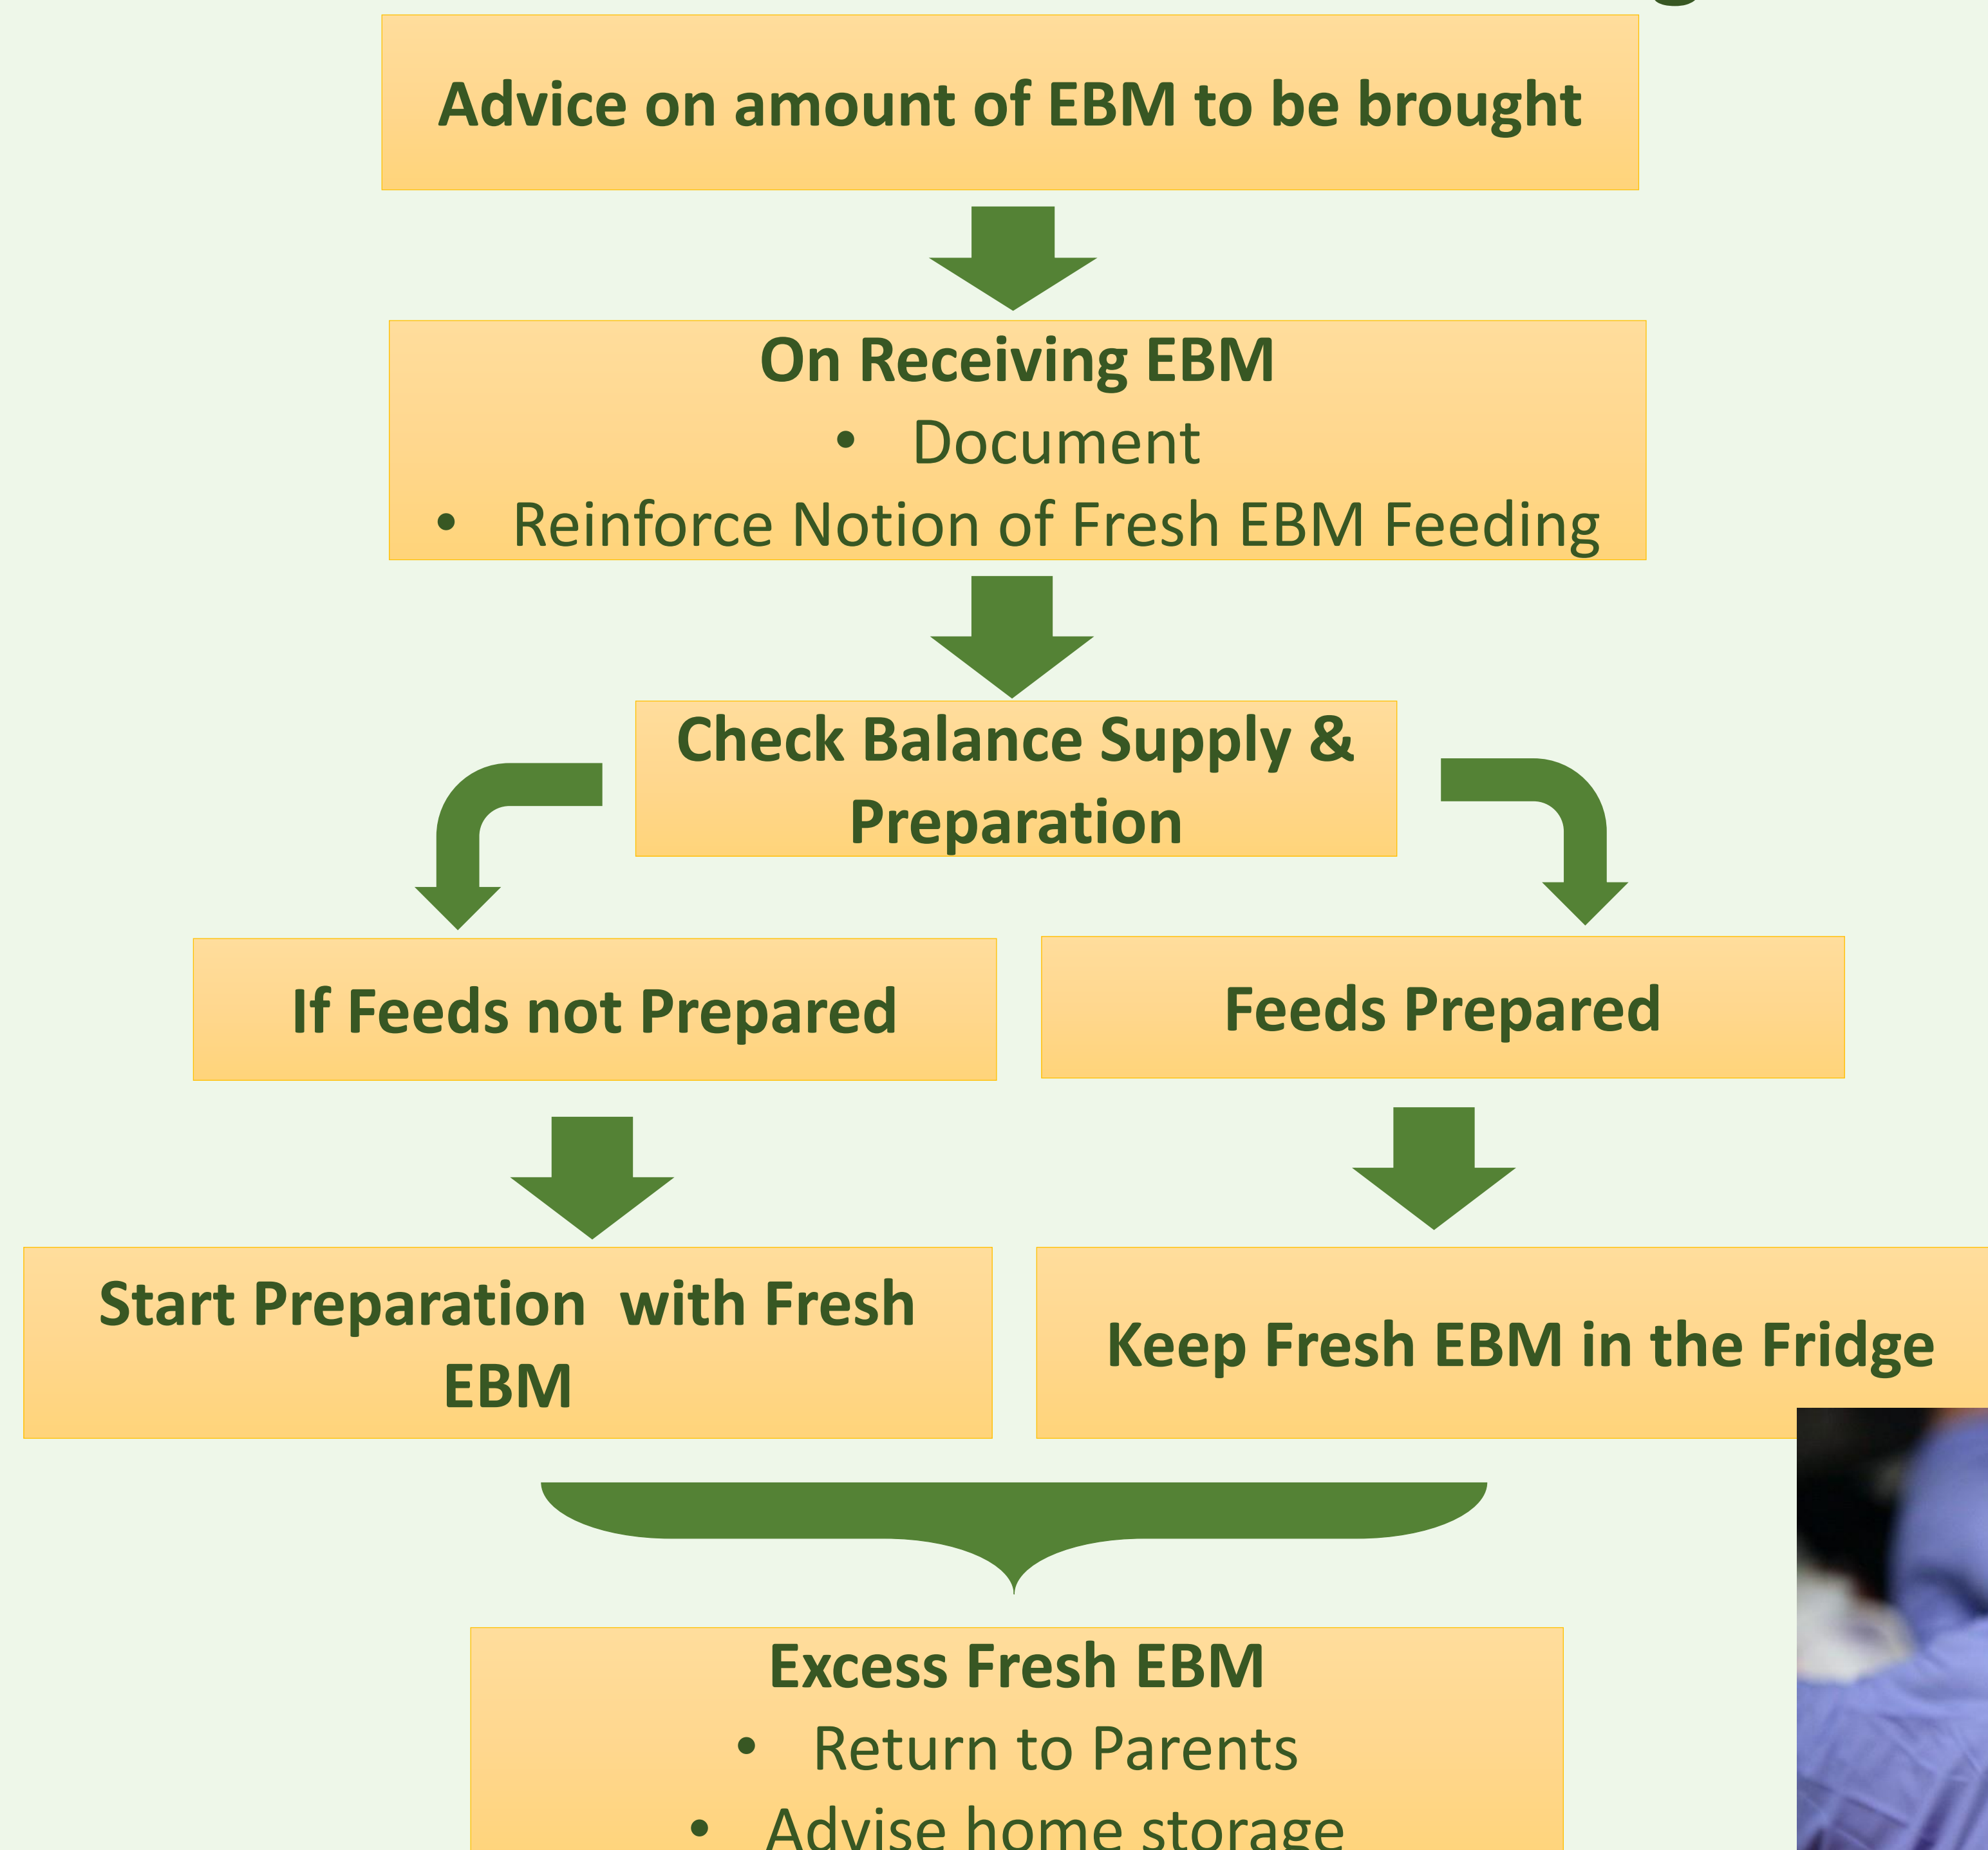 Advice on amount of EBM to be brought
On Receiving EBM
• Document
• Reinforce Notion of Fresh EBM Feeding
Check Balance Supply &
Preparation
If Feeds not Prepared
Feeds Prepared
Start Preparation  with Fresh
EBM
Keep Fresh EBM in the Fridge
Excess Fresh EBM
• Return to Parents
• Advise home storage